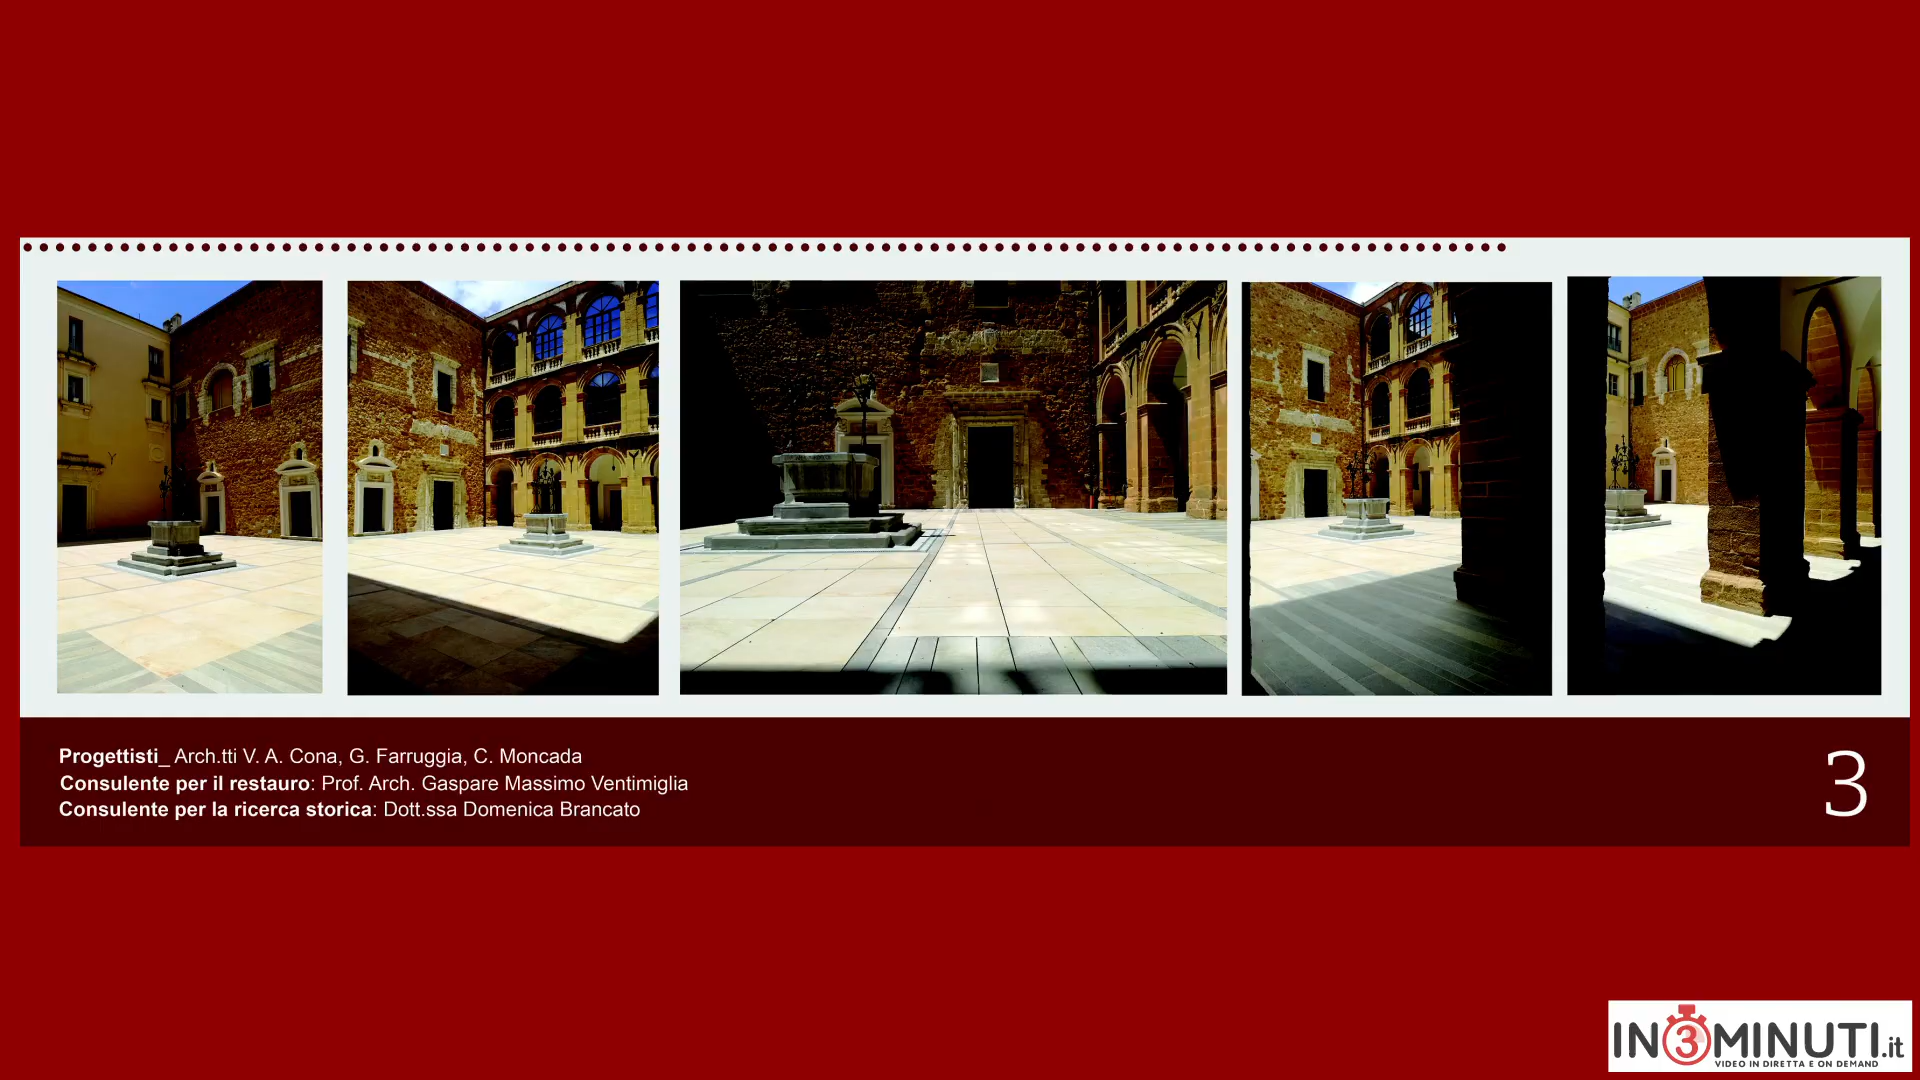 Progettisti_ Arch.tti V. A. Cona, G. Farruggia, C. Moncada
Consulente per il restauro: Prof. Arch. Gaspare Massimo Ventimiglia
Consulente per la ricerca storica: Dott.ssa Domenica Brancato
3
IN3MINUTI.it
VIDEO IN DIRETTA E ON DEMAND